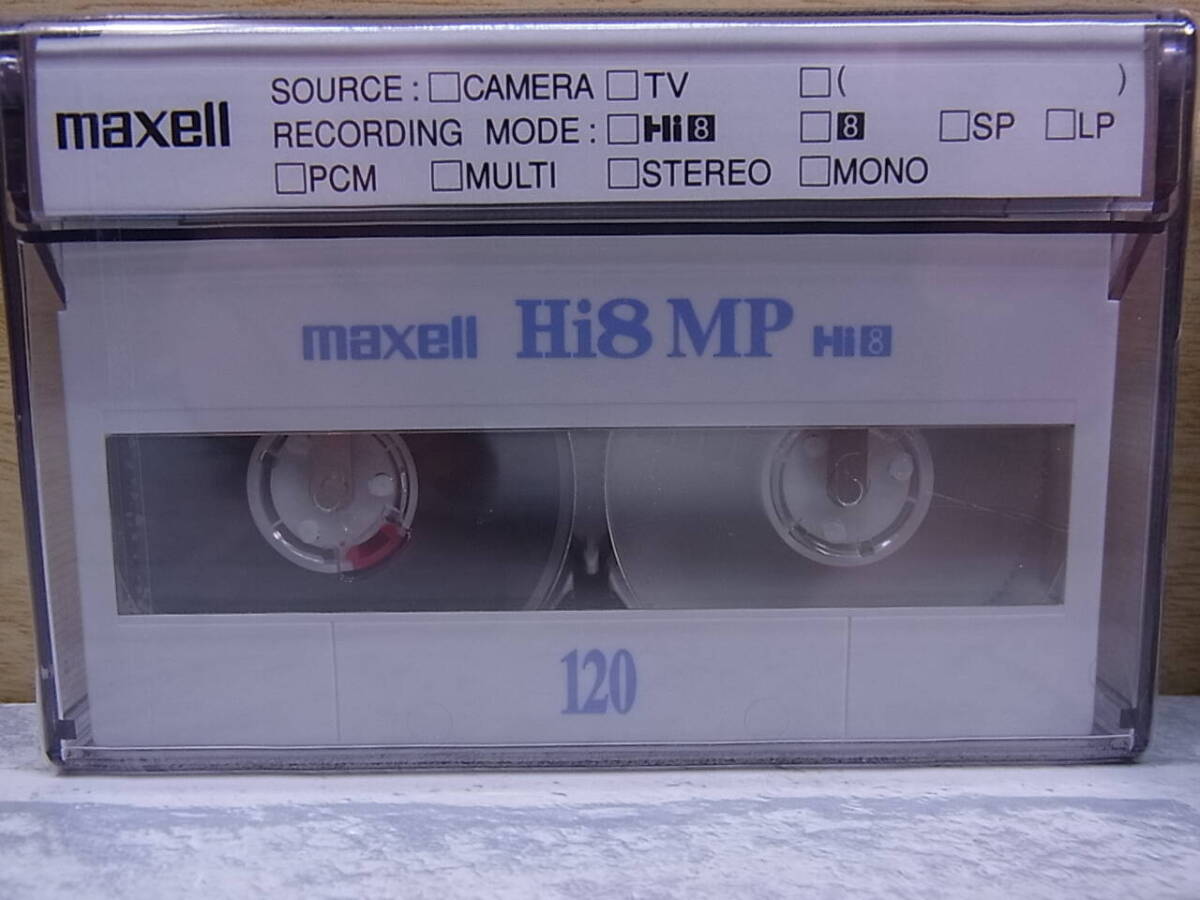 maxell
SOURCE : □CAMERA □TV □( )
RECORDING MODE : □Hi8 □8 □SP □LP
□PCM □MULTI □STEREO □MONO
maxell Hi8 MP Hi8
120